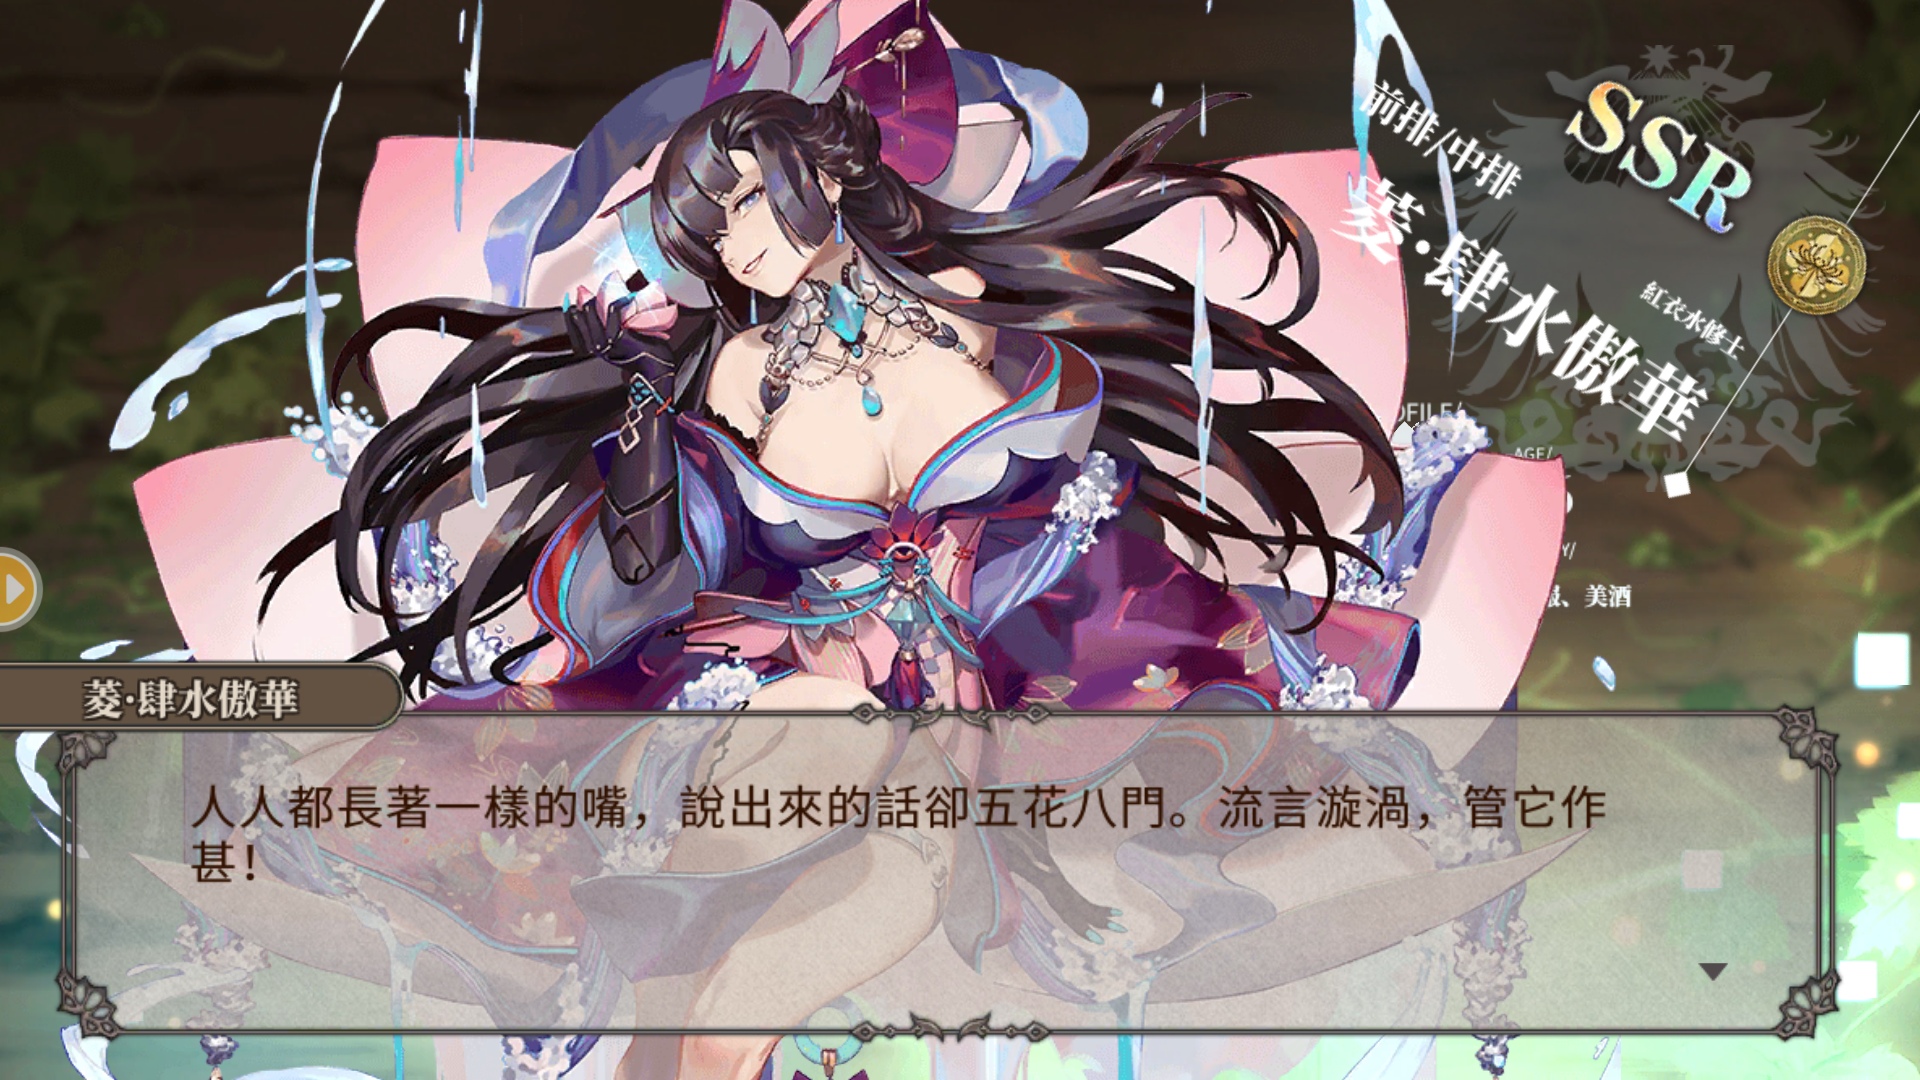 SSR
前排/中排
菱·肆水傲華
紅衣水修士
AGE/
、美酒
菱·肆水傲華
人人都長著一樣的嘴，說出來的話卻五花八門。流言漩渦，管它作
甚！